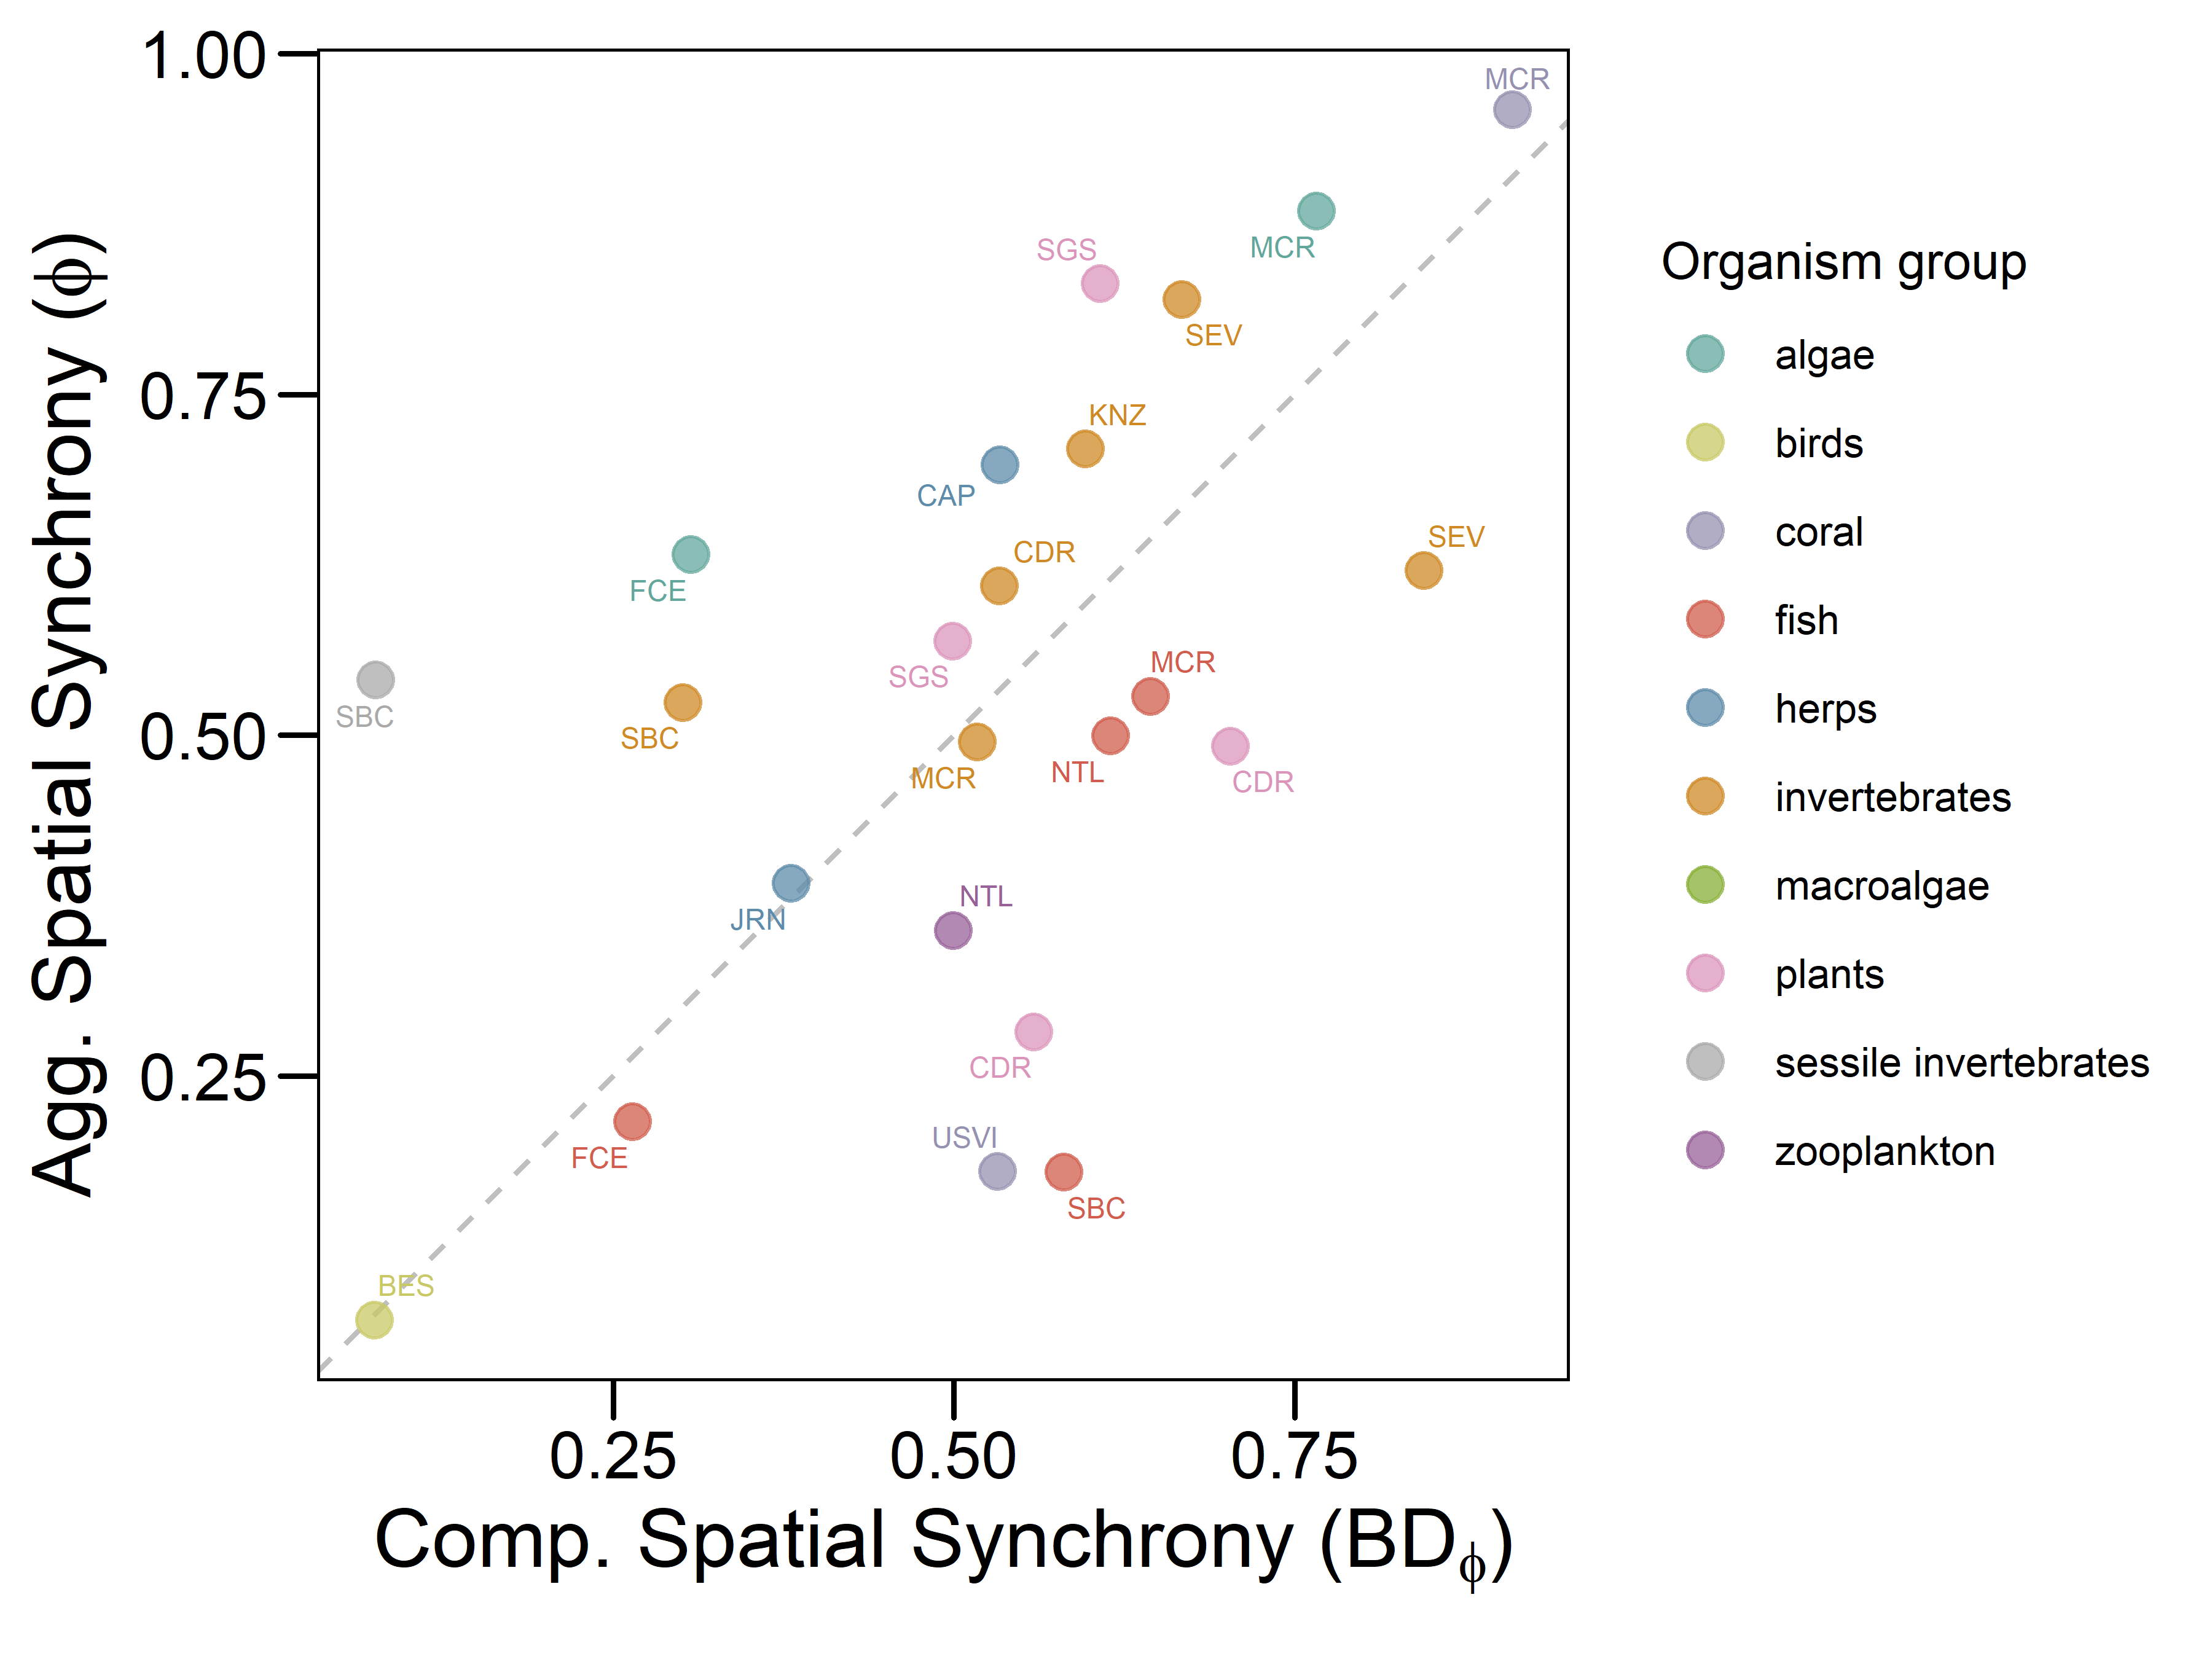 1.00
0.75
0.50
0.25
Agg. Spatial Synchrony (ϕ)
MCR
MCR
SGS
SEV
KNZ
CAP
SEV
CDR
FCE
MCR
SGS
SBC
SBC
NTL
MCR
CDR
NTL
JRN
CDR
USVI
FCE
SBC
BES
0.25 0.50 0.75
Comp. Spatial Synchrony (BDϕ)
Organism group
algae
birds
coral
fish
herps
invertebrates
macroalgae
plants
sessile invertebrates
zooplankton